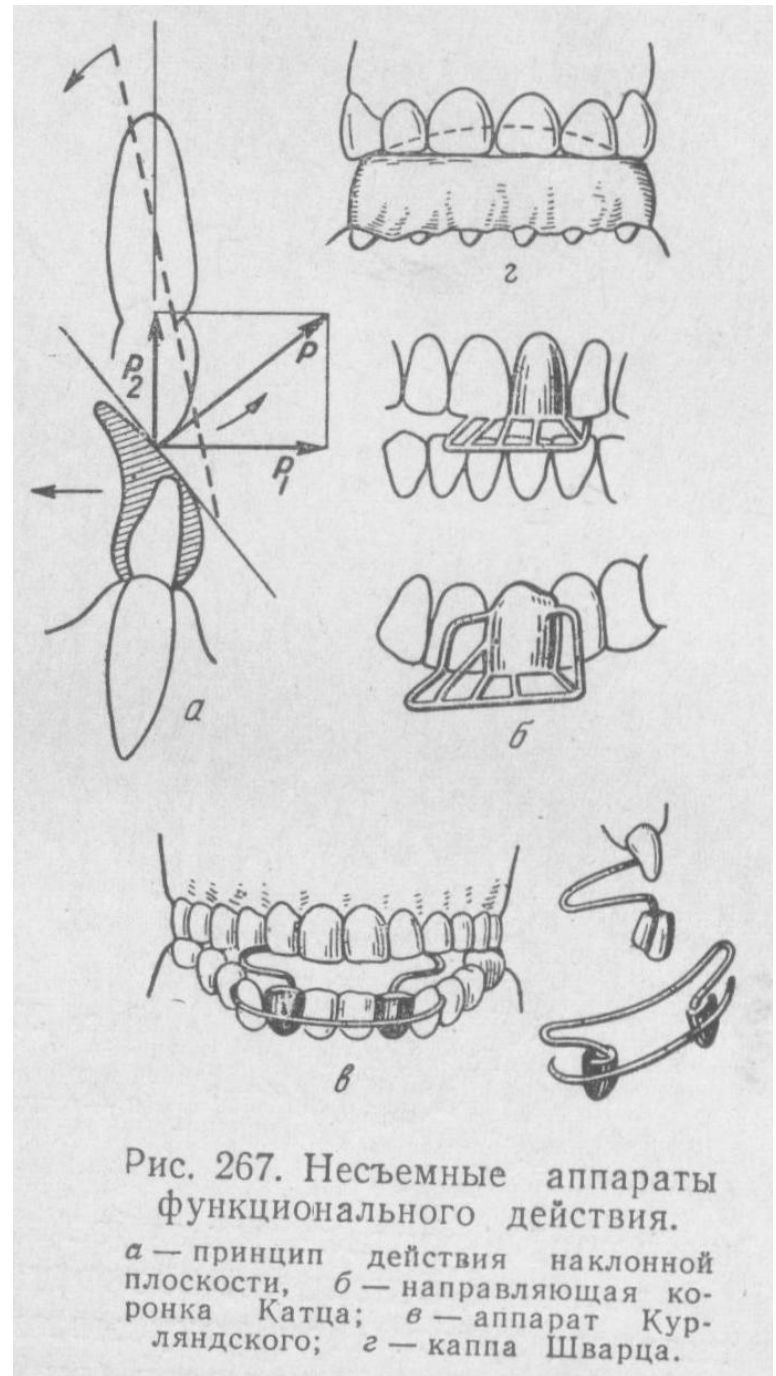 г
P2
P
P1
а
б
в
Рис. 267. Несъемные аппараты
функционального действия.
а — принцип действия наклонной
плоскости, б — направляющая ко-
ронка Катца; в — аппарат Кур-
ляндского; г — каппа Шварца.